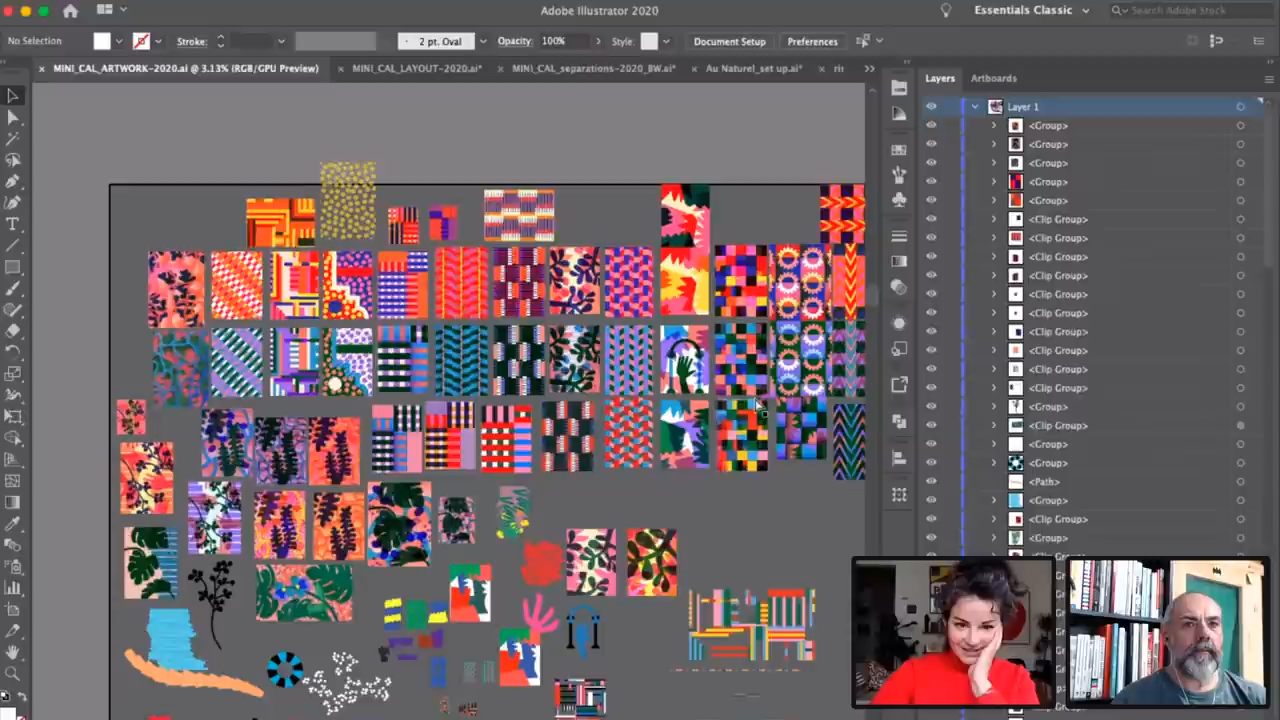 Adobe Illustrator 2020
Essentials Classic
Search Adobe Stock
No Selection
Stroke:
2 pt. Oval
Opacity: 100%
Style:
Document Setup
Preferences
× MINI_CAL_ARTWORK-2020.ai @ 3.13% (RGB/GPU Preview)
× MINI_CAL_LAYOUT-2020.ai*
× MINI_CAL_separations-2020_BW.ai*
× Au Naturel_set up.ai*
×
Layers
Artboards
Layer 1
<Group>
<Group>
<Group>
<Group>
<Group>
<Clip Group>
<Clip Group>
<Clip Group>
<Clip Group>
<Clip Group>
<Clip Group>
<Clip Group>
<Clip Group>
<Clip Group>
<Clip Group>
<Group>
<Clip Group>
<Group>
<Group>
<Path>
<Group>
<Clip Group>
<Group>